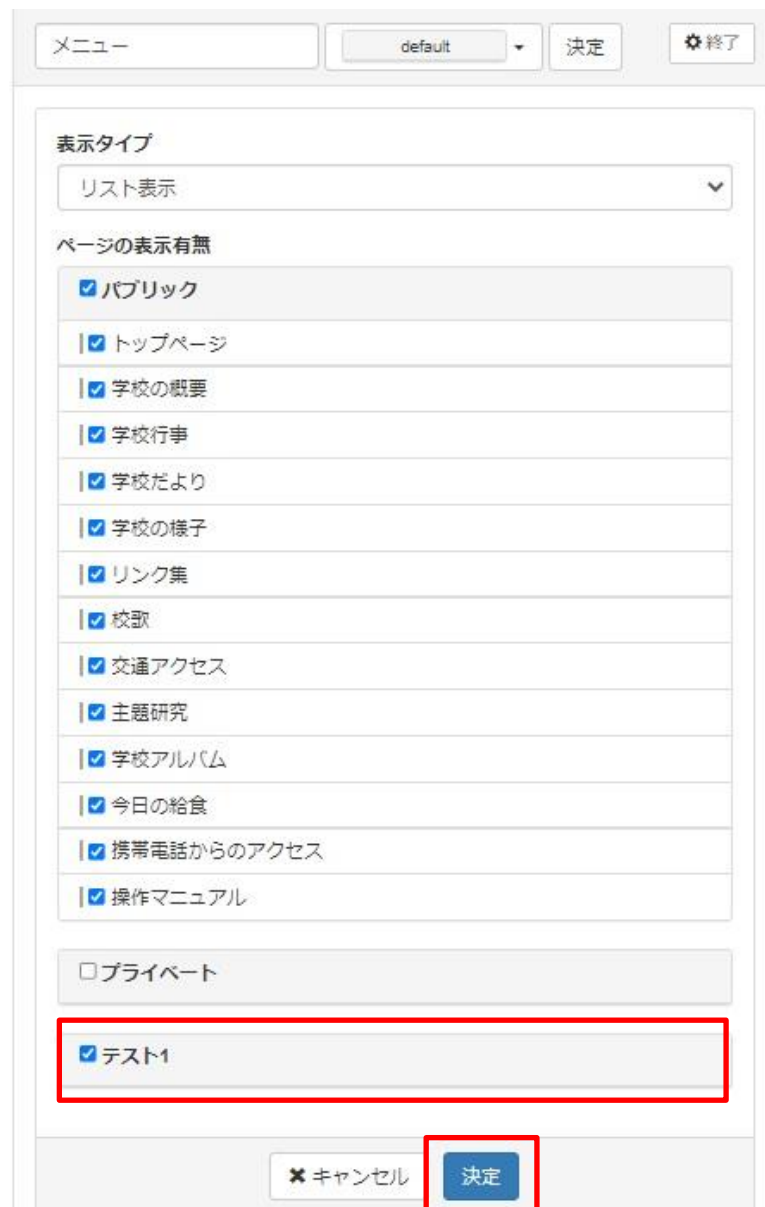 メニュー default 決定 終了
表示タイプ
リスト表示
ページの表示有無
パブリック
トップページ
学校の概要
学校行事
学校だより
学校の様子
リンク集
校歌
交通アクセス
主題研究
学校アルバム
今日の給食
携帯電話からのアクセス
操作マニュアル
プライベート
テスト1
キャンセル 決定